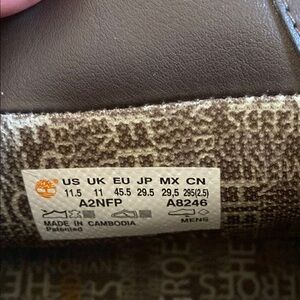 US UK EU JP MX CN
11.5 11 45.5 29.5 29.5 295(2.5)
A2NFP A8246
MADE IN CAMBODIA MENS
Patented